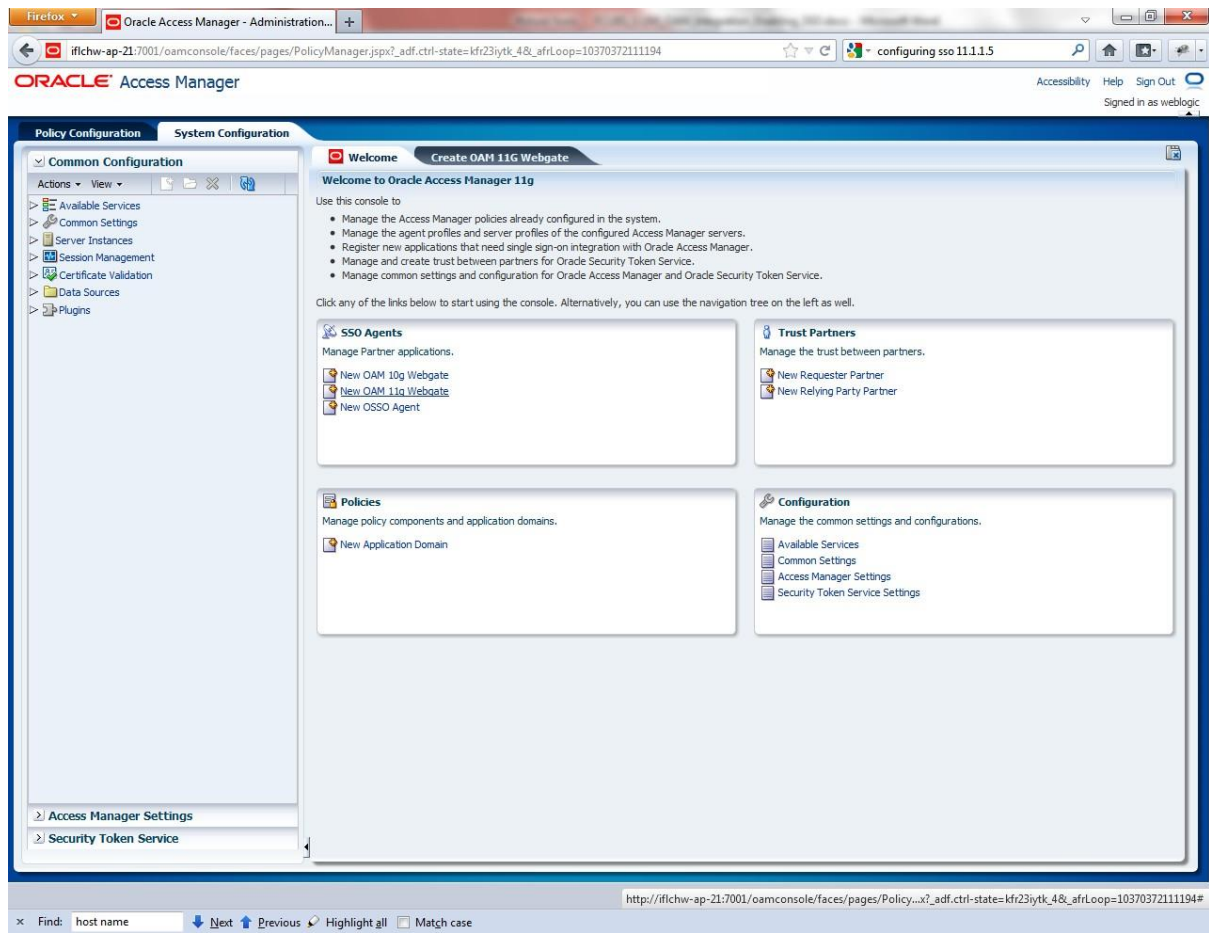 Firefox
Oracle Access Manager - Administration...
iflchw-ap-21:7001/oamconsole/faces/pages/PolicyManager.jspx?_adf.ctrl-state=kfr23iytk_4&_afrLoop=10370372111194
configuring sso 11.1.1.5
ORACLE Access Manager
Accessibility Help Sign Out
Signed in as weblogic
Policy Configuration
System Configuration
Common Configuration
Actions View
Available Services
Common Settings
Server Instances
Session Management
Certificate Validation
Data Sources
Plugins
Access Manager Settings
Security Token Service
Welcome
Create OAM 11G Webgate
Welcome to Oracle Access Manager 11g
Use this console to
• Manage the Access Manager policies already configured in the system.
• Manage the agent profiles and server profiles of the configured Access Manager servers.
• Register new applications that need single sign-on integration with Oracle Access Manager.
• Manage and create trust between partners for Oracle Security Token Service.
• Manage common settings and configuration for Oracle Access Manager and Oracle Security Token Service.
Click any of the links below to start using the console. Alternatively, you can use the navigation tree on the left as well.
SSO Agents
Manage Partner applications.
New OAM 10g Webgate
New OAM 11g Webgate
New OSSO Agent
Trust Partners
Manage the trust between partners.
New Requester Partner
New Relying Party Partner
Policies
Manage policy components and application domains.
New Application Domain
Configuration
Manage the common settings and configurations.
Available Services
Common Settings
Access Manager Settings
Security Token Service Settings
http://iflchw-ap-21:7001/oamconsole/faces/pages/Policy...x?_adf.ctrl-state=kfr23iytk_4&_afrLoop=10370372111194#
× Find: host name Next Previous Highlight all Match case